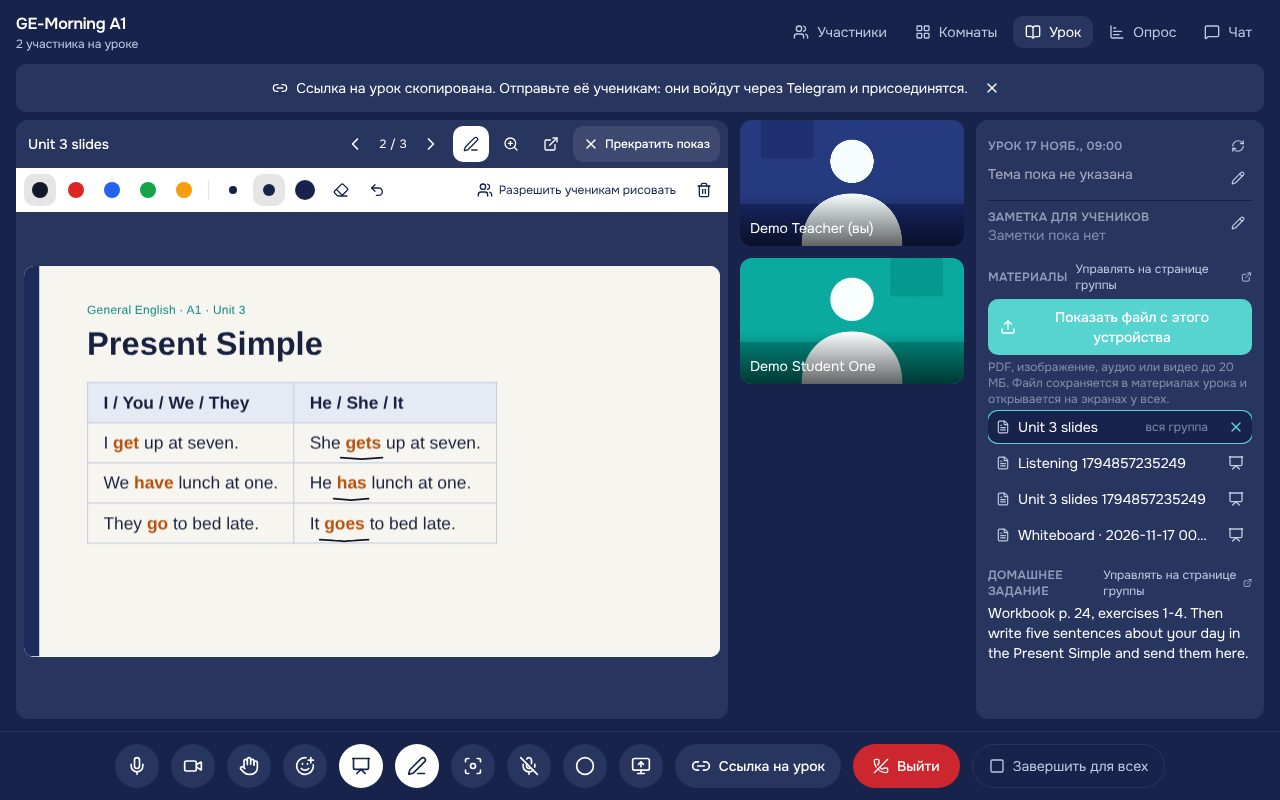 GE-Morning A1
2 участника на уроке
Участники
Комнаты
Урок
Опрос
Чат
Ссылка на урок скопирована. Отправьте её ученикам: они войдут через Telegram и присоединятся.
Unit 3 slides
2 / 3
Прекратить показ
Разрешить ученикам рисовать
General English · A1 · Unit 3
Present Simple
I / You / We / They
He / She / It
I get up at seven.
She gets up at seven.
We have lunch at one.
He has lunch at one.
They go to bed late.
It goes to bed late.
Demo Teacher (вы)
Demo Student One
УРОК 17 НОЯБ., 09:00
Тема пока не указана
ЗАМЕТКА ДЛЯ УЧЕНИКОВ
Заметки пока нет
МАТЕРИАЛЫ
Управлять на странице
группы
Показать файл с этого
устройства
PDF, изображение, аудио или видео до 20
МБ. Файл сохраняется в материалах урока и
открывается на экранах у всех.
Unit 3 slides
вся группа
Listening 1794857235249
Unit 3 slides 1794857235249
Whiteboard · 2026-11-17 00...
ДОМАШНЕЕ
ЗАДАНИЕ
Управлять на странице
группы
Workbook p. 24, exercises 1-4. Then
write five sentences about your day in
the Present Simple and send them here.
Ссылка на урок
Выйти
Завершить для всех